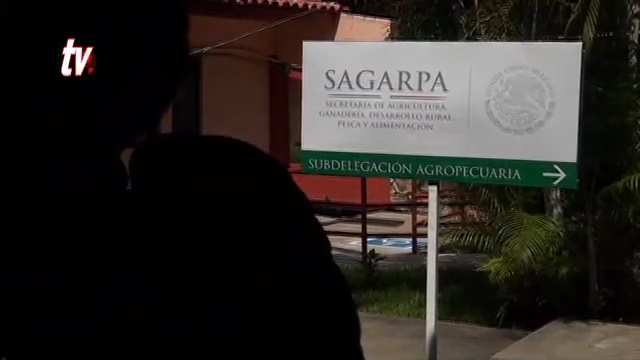 tv
SAGARPA
SECRETARÍA DE AGRICULTURA,
GANADERÍA, DESARROLLO RURAL,
PESCA Y ALIMENTACIÓN
SUBDELEGACIÓN AGROPECUARIA